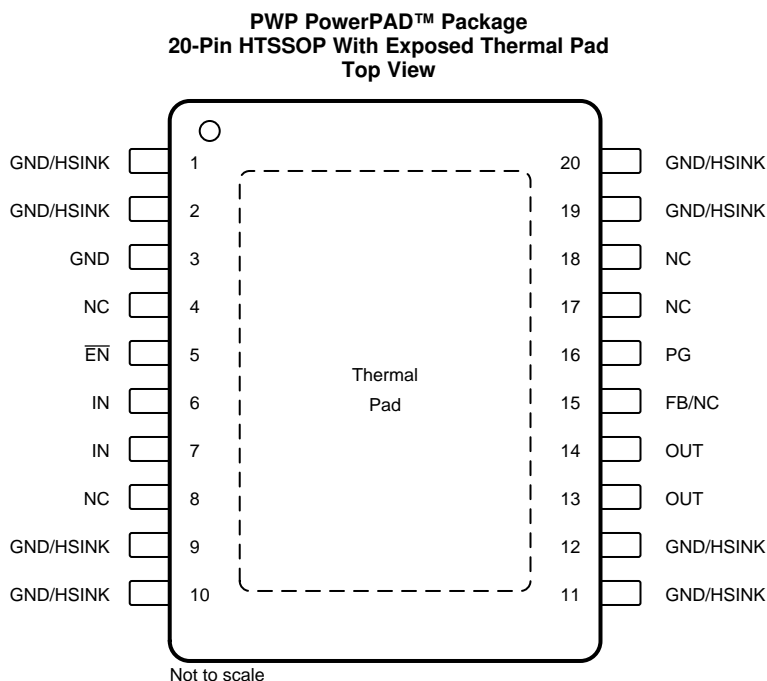 PWP PowerPAD™ Package
20-Pin HTSSOP With Exposed Thermal Pad
Top View
GND/HSINK 1 20 GND/HSINK
GND/HSINK 2 19 GND/HSINK
GND 3 18 NC
NC 4 17 NC
E̅N̅ 5 16 PG
IN 6 15 FB/NC
IN 7 14 OUT
NC 8 13 OUT
GND/HSINK 9 12 GND/HSINK
GND/HSINK 10 11 GND/HSINK
Thermal
Pad
Not to scale